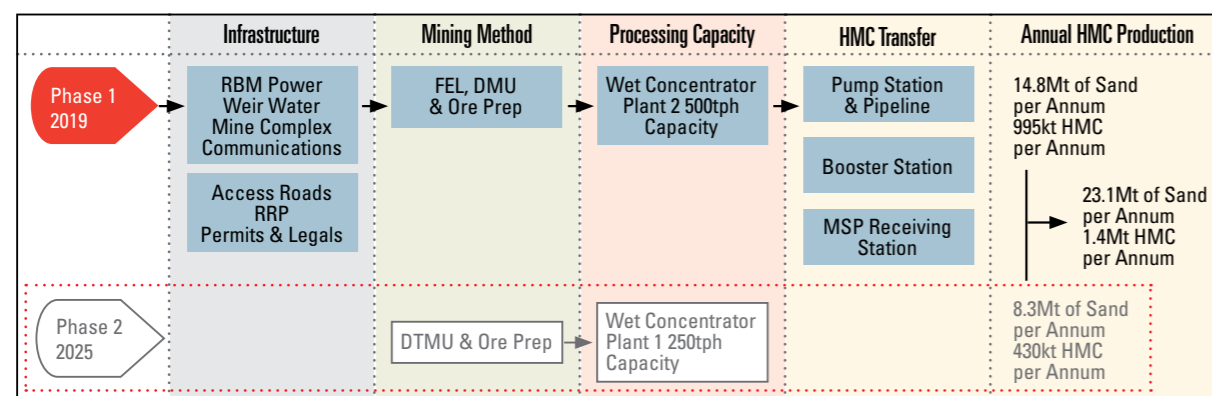 Infrastructure
Mining Method
Processing Capacity
HMC Transfer
Annual HMC Production
Phase 1
2019
RBM Power
Weir Water
Mine Complex
Communications
Access Roads
RRP
Permits & Legals
FEL, DMU
& Ore Prep
Wet Concentrator
Plant 2 500tph
Capacity
Pump Station
& Pipeline
Booster Station
MSP Receiving
Station
14.8Mt of Sand
per Annum
995kt HMC
per Annum
23.1Mt of Sand
per Annum
1.4Mt HMC
per Annum
Phase 2
2025
DTMU & Ore Prep
Wet Concentrator
Plant 1 250tph
Capacity
8.3Mt of Sand
per Annum
430kt HMC
per Annum